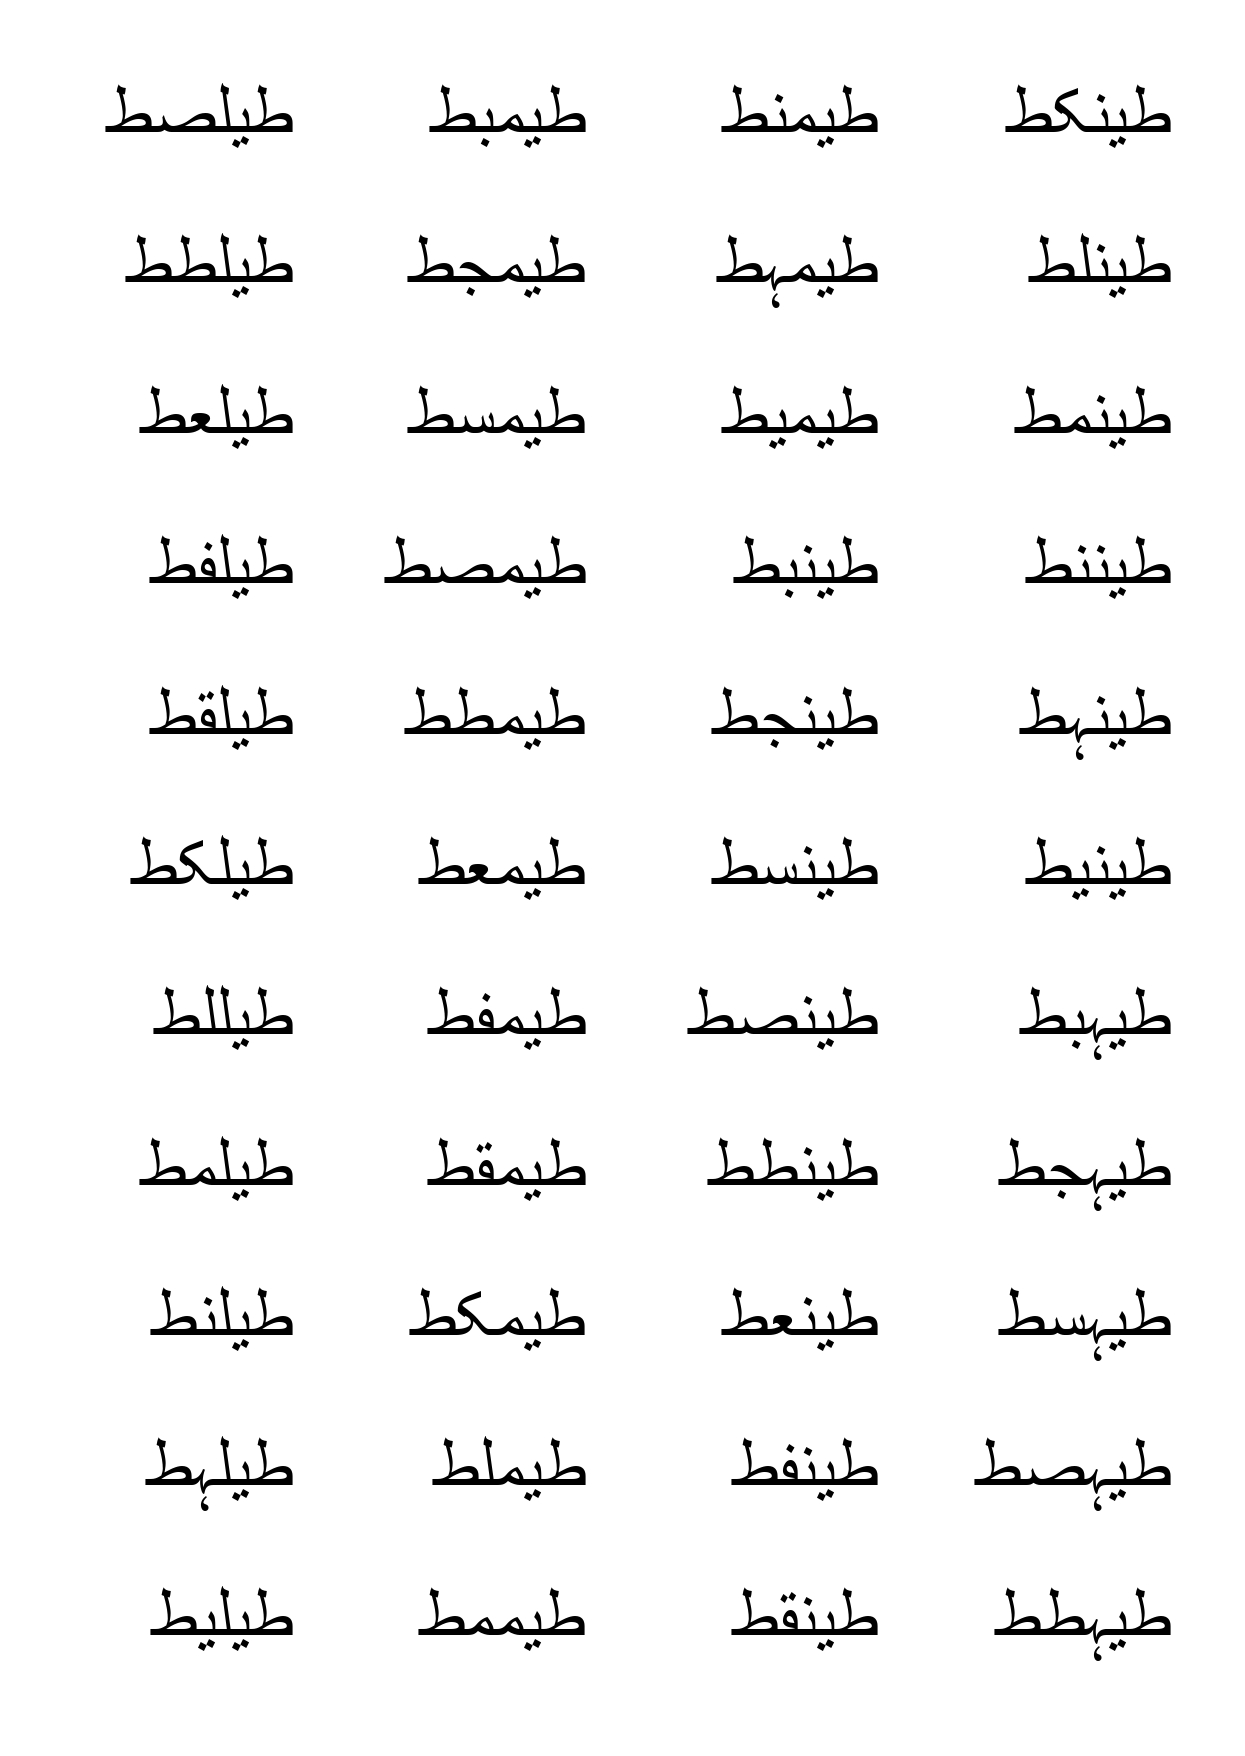 طینکط طیمنط طیمبط طیلصط
طینلط طیمہط طیمجط طیلطط
طینمط طیمیط طیمسط طیلعط
طیننط طینبط طیمصط طیلفط
طینہط طینجط طیمطط طیلقط
طینیط طینسط طیمعط طیلکط
طیہبط طینصط طیمفط طیللط
طیہجط طینطط طیمقط طیلمط
طیہسط طینعط طیمکط طیلنط
طیہصط طینفط طیملط طیلہط
طیہطط طینقط طیممط طیلیط